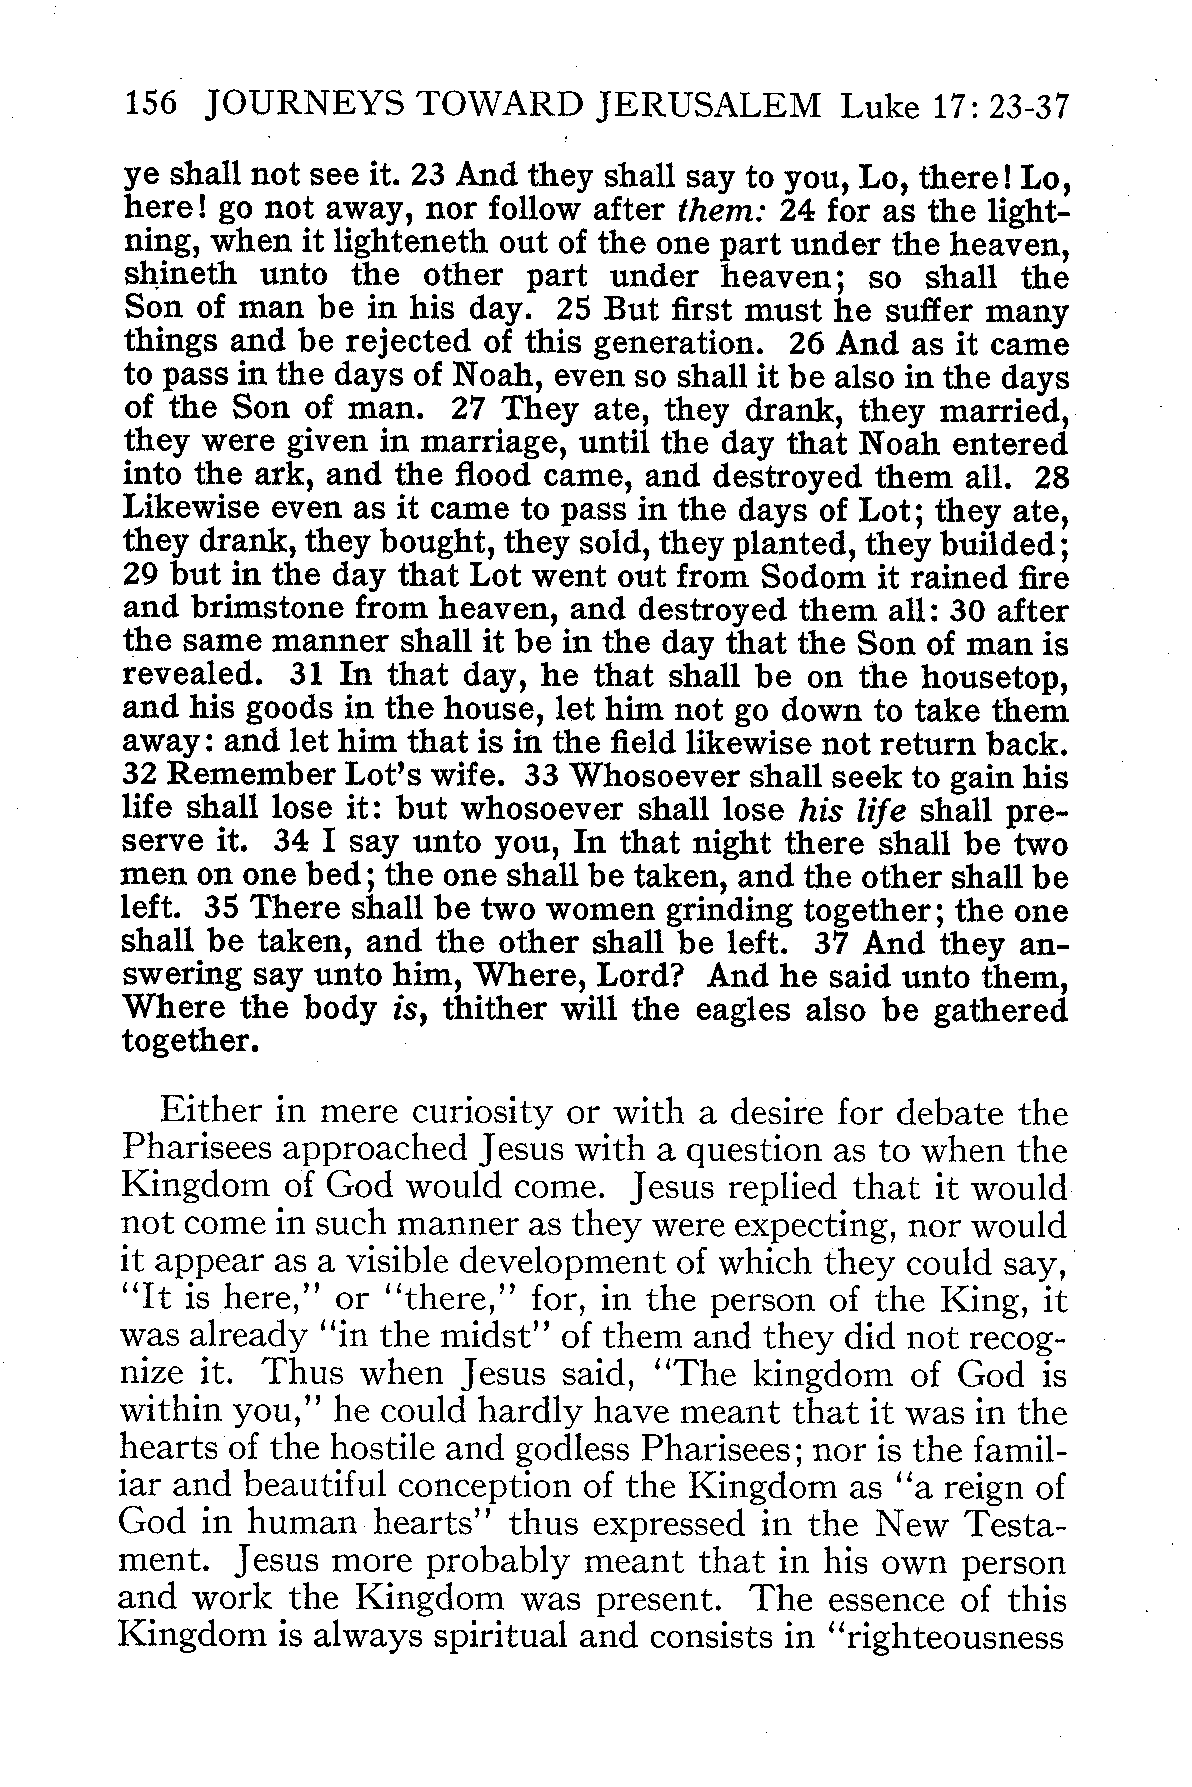 156 JOURNEYS TOWARD JERUSALEM Luke 17: 23-37
ye shall not see it. 23 And they shall say to you, Lo, there! Lo,
here! go not away, nor follow after them: 24 for as the light-
ning, when it lighteneth out of the one part under the heaven,
shineth unto the other part under heaven; so shall the
Son of man be in his day. 25 But first must he suffer many
things and be rejected of this generation. 26 And as it came
to pass in the days of Noah, even so shall it be also in the days
of the Son of man. 27 They ate, they drank, they married,
they were given in marriage, until the day that Noah entered
into the ark, and the flood came, and destroyed them all. 28
Likewise even as it came to pass in the days of Lot; they ate,
they drank, they bought, they sold, they planted, they builded;
29 but in the day that Lot went out from Sodom it rained fire
and brimstone from heaven, and destroyed them all: 30 after
the same manner shall it be in the day that the Son of man is
revealed. 31 In that day, he that shall be on the housetop,
and his goods in the house, let him not go down to take them
away: and let him that is in the field likewise not return back.
32 Remember Lot's wife. 33 Whosoever shall seek to gain his
life shall lose it: but whosoever shall lose his life shall pre-
serve it. 34 I say unto you, In that night there shall be two
men on one bed; the one shall be taken, and the other shall be
left. 35 There shall be two women grinding together; the one
shall be taken, and the other shall be left. 37 And they an-
swering say unto him, Where, Lord? And he said unto them,
Where the body is, thither will the eagles also be gathered
together.
Either in mere curiosity or with a desire for debate the
Pharisees approached Jesus with a question as to when the
Kingdom of God would come. Jesus replied that it would
not come in such manner as they were expecting, nor would
it appear as a visible development of which they could say,
"It is here," or "there," for, in the person of the King, it
was already "in the midst" of them and they did not recog-
nize it. Thus when Jesus said, "The kingdom of God is
within you," he could hardly have meant that it was in the
hearts of the hostile and godless Pharisees; nor is the famil-
iar and beautiful conception of the Kingdom as "a reign of
God in human hearts" thus expressed in the New Testa-
ment. Jesus more probably meant that in his own person
and work the Kingdom was present. The essence of this
Kingdom is always spiritual and consists in "righteousness